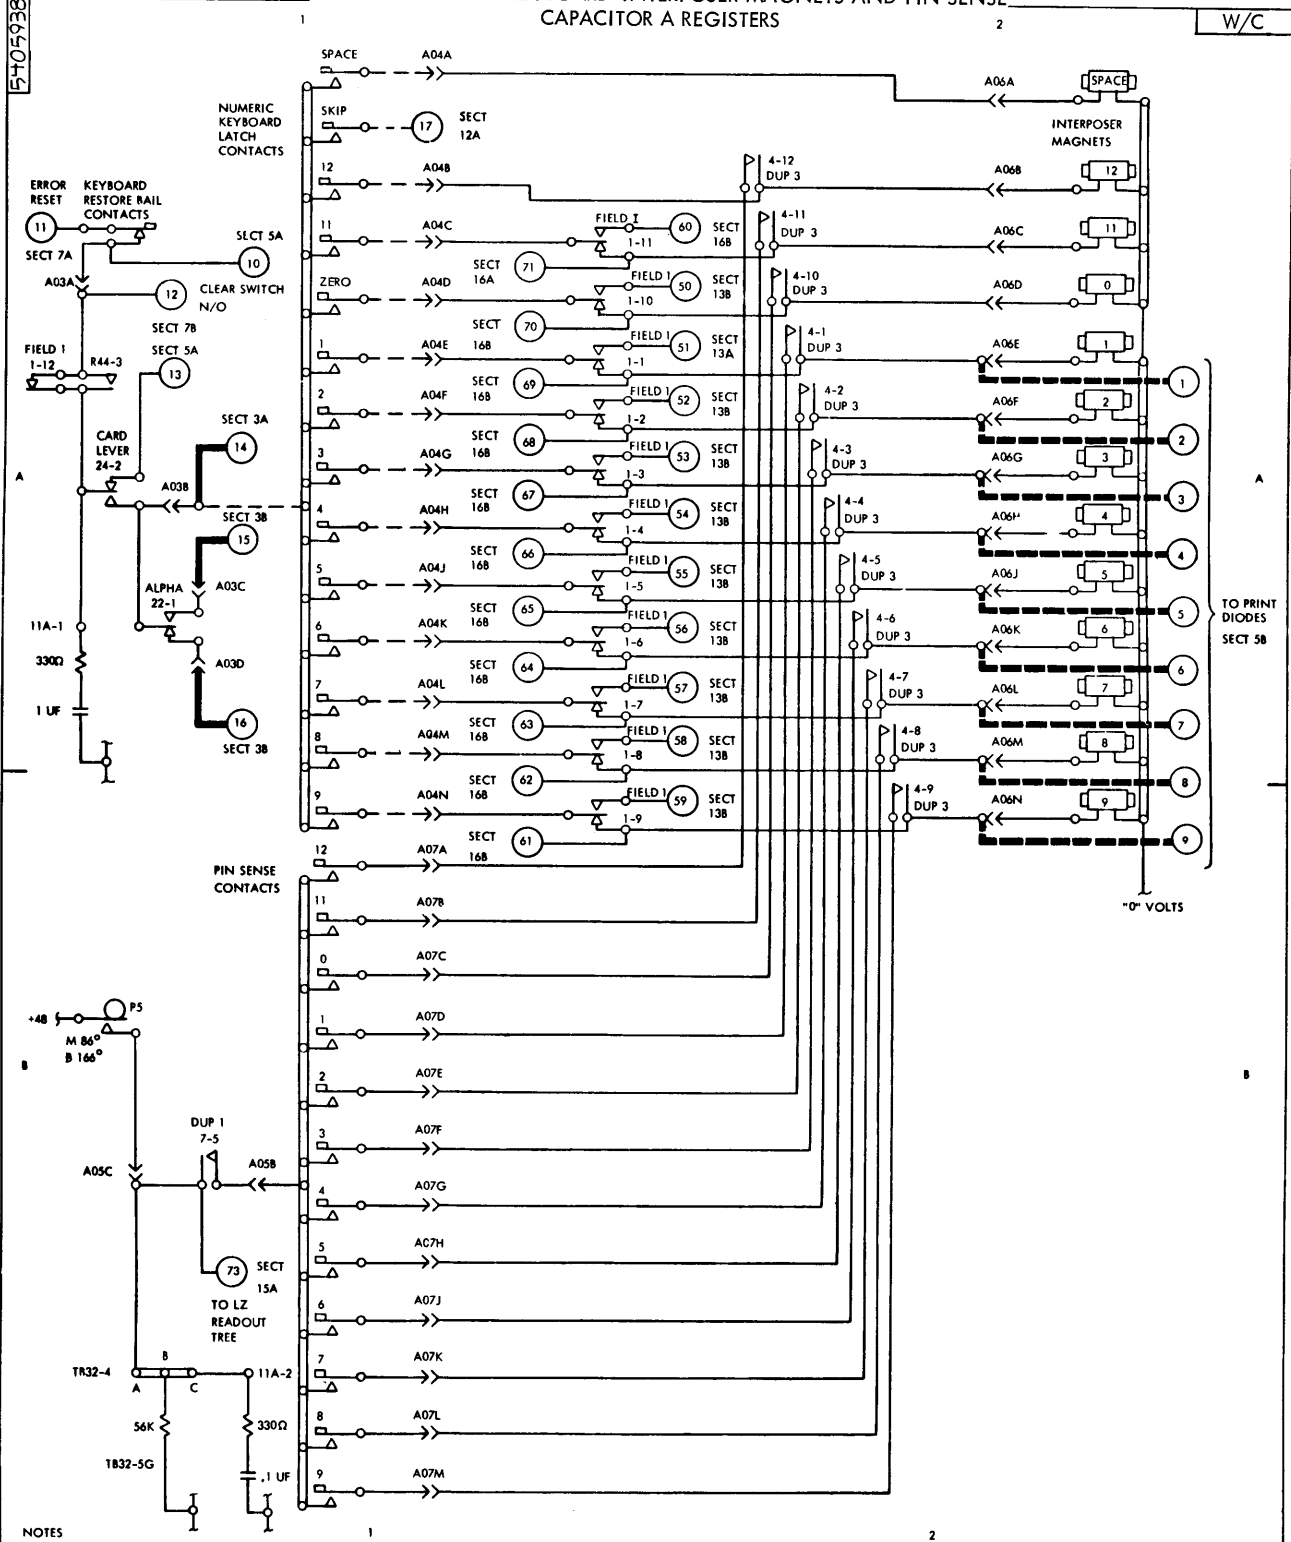 5405938
INTERPOSER MAGNETS AND PIN SENSE
CAPACITOR A REGISTERS
W/C
1
2
SPACE
A04A
A06A
SPACE
INTERPOSER
MAGNETS
NUMERIC
KEYBOARD
LATCH
CONTACTS
SKIP
17
SECT
12A
12
A04B
4-12
DUP 3
A06B
12
ERROR
RESET
KEYBOARD
RESTORE BAIL
CONTACTS
11
SECT 7A
SECT 5A
10
A03A
12
CLEAR SWITCH
N/O
SECT 7B
SECT 5A
13
FIELD 1
1-12
R44-3
CARD
LEVER
24-2
SECT 3A
14
A03B
SECT 3B
15
A03C
ALPHA
22-1
A03D
16
SECT 3B
11A-1
330Ω
1 UF
11
A04C
FIELD 1
60
SECT
16B
1-11
SECT
16A
71
4-11
DUP 3
A06C
11
ZERO
A04D
FIELD 1
50
SECT
13B
1-10
SECT
16B
70
4-10
DUP 3
A06D
0
1
A04E
FIELD 1
51
SECT
13A
1-1
SECT
16B
69
4-1
DUP 3
A06E
1
1
2
A04F
FIELD 1
52
SECT
13B
1-2
SECT
16B
68
4-2
DUP 3
A06F
2
2
3
A04G
FIELD 1
53
SECT
13B
1-3
SECT
16B
67
4-3
DUP 3
A06G
3
3
4
A04H
FIELD 1
54
SECT
13B
1-4
SECT
16B
66
4-4
DUP 3
A06H
4
4
5
A04J
FIELD 1
55
SECT
13B
1-5
SECT
16B
65
4-5
DUP 3
A06J
5
5
6
A04K
FIELD 1
56
SECT
13B
1-6
SECT
16B
64
4-6
DUP 3
A06K
6
6
7
A04L
FIELD 1
57
SECT
13B
1-7
SECT
16B
63
4-7
DUP 3
A06L
7
7
8
A04M
FIELD 1
58
SECT
13B
1-8
SECT
16B
62
4-8
DUP 3
A06M
8
8
9
A04N
FIELD 1
59
SECT
13B
1-9
SECT
16B
61
4-9
DUP 3
A06N
9
9
TO PRINT
DIODES
SECT 5B
"0" VOLTS
A
A
PIN SENSE
CONTACTS
12
A07A
11
A07B
0
A07C
1
A07D
2
A07E
3
A07F
4
A07G
5
A07H
6
A07J
7
A07K
8
A07L
9
A07M
+48
P5
M 86°
B 166°
B
B
DUP 1
7-5
A05C
A05B
73
SECT
15A
TO LZ
READOUT
TREE
TB32-4
B
A
C
11A-2
56K
330Ω
TB32-5G
.1 UF
NOTES
1
2